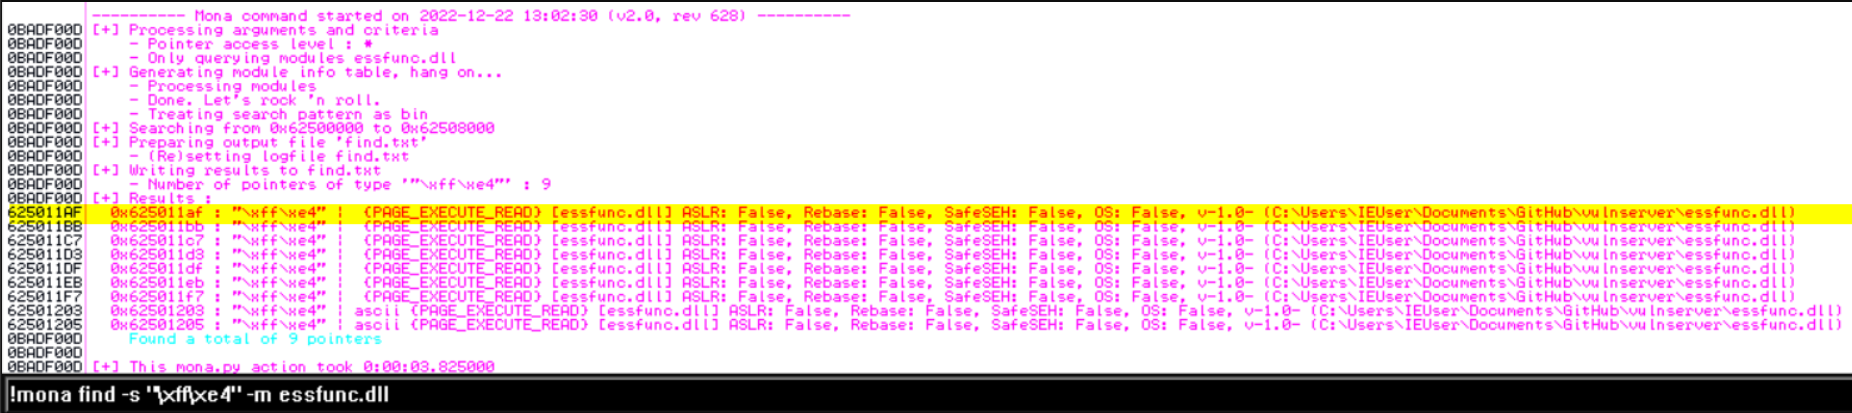 ---------- Mona command started on 2022-12-22 13:02:30 (v2.0, rev 628) ----------
0BADF00D [+] Processing arguments and criteria
0BADF00D - Pointer access level : *
0BADF00D - Only querying modules essfunc.dll
0BADF00D [+] Generating module info table, hang on...
0BADF00D - Processing modules
0BADF00D - Done. Let's rock 'n roll.
0BADF00D - Treating search pattern as bin
0BADF00D [+] Searching from 0x62500000 to 0x62508000
0BADF00D [+] Preparing output file 'find.txt'
0BADF00D - (Re)setting logfile find.txt
0BADF00D [+] Writing results to find.txt
0BADF00D - Number of pointers of type '"\xff\xe4"' : 9
0BADF00D [+] Results :
625011AF 0x625011af : "\xff\xe4" | {PAGE_EXECUTE_READ} [essfunc.dll] ASLR: False, Rebase: False, SafeSEH: False, OS: False, v-1.0- (C:\Users\IEUser\Documents\GitHub\vulnserver\essfunc.dll)
625011BB 0x625011bb : "\xff\xe4" | {PAGE_EXECUTE_READ} [essfunc.dll] ASLR: False, Rebase: False, SafeSEH: False, OS: False, v-1.0- (C:\Users\IEUser\Documents\GitHub\vulnserver\essfunc.dll)
625011C7 0x625011c7 : "\xff\xe4" | {PAGE_EXECUTE_READ} [essfunc.dll] ASLR: False, Rebase: False, SafeSEH: False, OS: False, v-1.0- (C:\Users\IEUser\Documents\GitHub\vulnserver\essfunc.dll)
625011D3 0x625011d3 : "\xff\xe4" | {PAGE_EXECUTE_READ} [essfunc.dll] ASLR: False, Rebase: False, SafeSEH: False, OS: False, v-1.0- (C:\Users\IEUser\Documents\GitHub\vulnserver\essfunc.dll)
625011DF 0x625011df : "\xff\xe4" | {PAGE_EXECUTE_READ} [essfunc.dll] ASLR: False, Rebase: False, SafeSEH: False, OS: False, v-1.0- (C:\Users\IEUser\Documents\GitHub\vulnserver\essfunc.dll)
625011EB 0x625011eb : "\xff\xe4" | {PAGE_EXECUTE_READ} [essfunc.dll] ASLR: False, Rebase: False, SafeSEH: False, OS: False, v-1.0- (C:\Users\IEUser\Documents\GitHub\vulnserver\essfunc.dll)
625011F7 0x625011f7 : "\xff\xe4" | {PAGE_EXECUTE_READ} [essfunc.dll] ASLR: False, Rebase: False, SafeSEH: False, OS: False, v-1.0- (C:\Users\IEUser\Documents\GitHub\vulnserver\essfunc.dll)
62501203 0x62501203 : "\xff\xe4" | ascii {PAGE_EXECUTE_READ} [essfunc.dll] ASLR: False, Rebase: False, SafeSEH: False, OS: False, v-1.0- (C:\Users\IEUser\Documents\GitHub\vulnserver\essfunc.dll)
62501205 0x62501205 : "\xff\xe4" | ascii {PAGE_EXECUTE_READ} [essfunc.dll] ASLR: False, Rebase: False, SafeSEH: False, OS: False, v-1.0- (C:\Users\IEUser\Documents\GitHub\vulnserver\essfunc.dll)
0BADF00D Found a total of 9 pointers
0BADF00D
0BADF00D [+] This mona.py action took 0:00:03.825000
!mona find -s "\xff\xe4" -m essfunc.dll